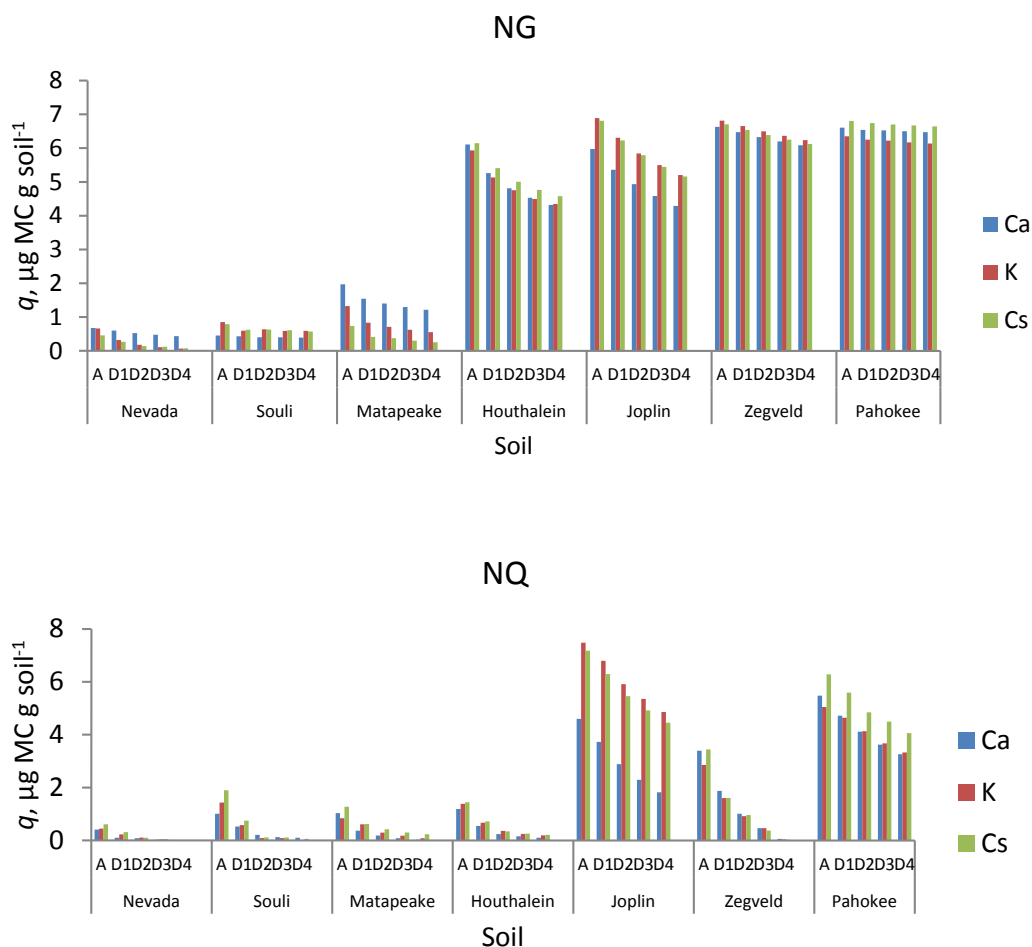 NG
q, µg MC g soil⁻¹
8
7
6
5
4
3
2
1
0
A D1D2D3D4 A D1D2D3D4 A D1D2D3D4 A D1D2D3D4 A D1D2D3D4 A D1D2D3D4 A D1D2D3D4
Nevada Souli Matapeake Houthalein Joplin Zegveld Pahokee
Soil
Ca
K
Cs
NQ
q, µg MC g soil⁻¹
8
6
4
2
0
A D1D2D3D4 A D1D2D3D4 A D1D2D3D4 A D1D2D3D4 A D1D2D3D4 A D1D2D3D4 A D1D2D3D4
Nevada Souli Matapeake Houthalein Joplin Zegveld Pahokee
Soil
Ca
K
Cs